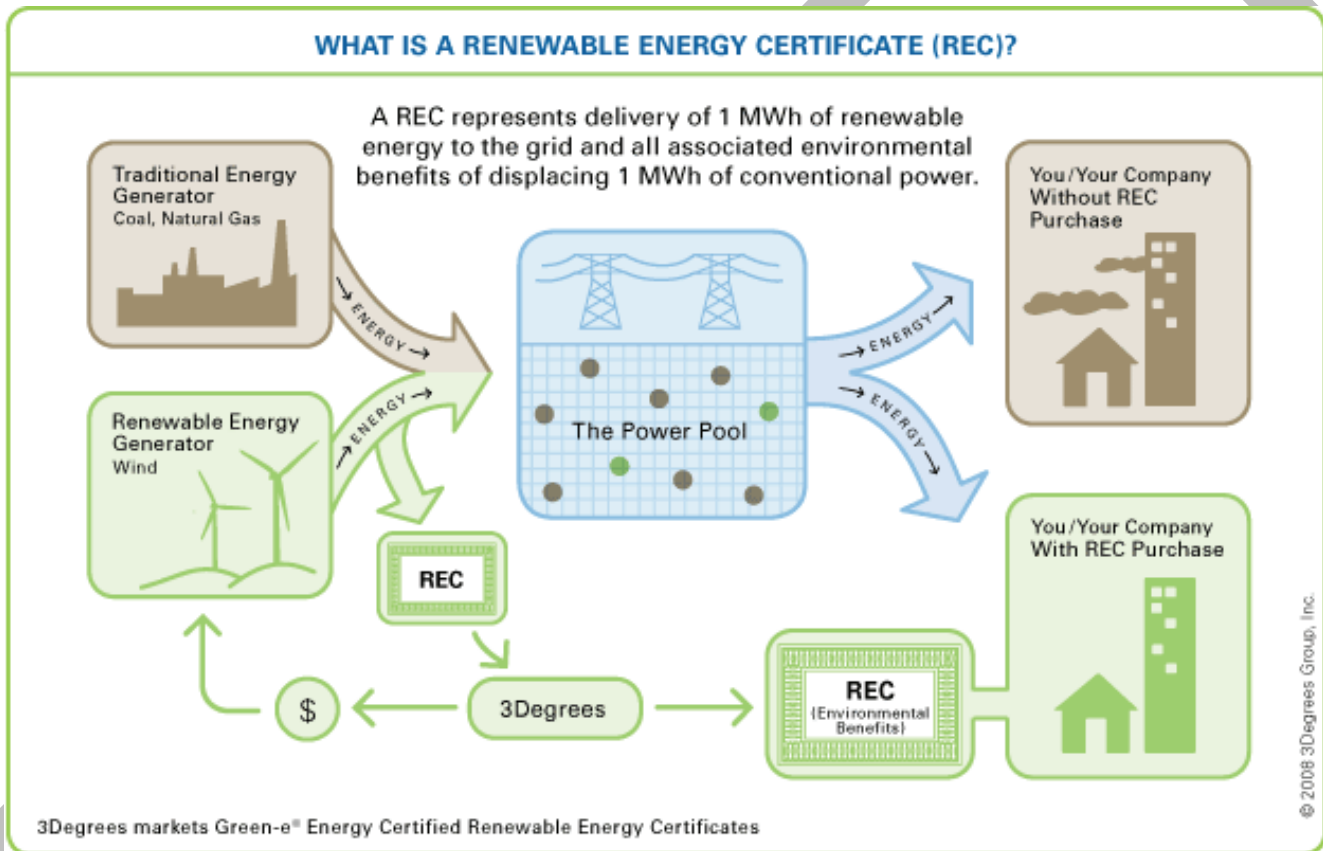 WHAT IS A RENEWABLE ENERGY CERTIFICATE (REC)?
A REC represents delivery of 1 MWh of renewable
energy to the grid and all associated environmental
benefits of displacing 1 MWh of conventional power.
Traditional Energy
Generator
Coal, Natural Gas
→ ENERGY →
Renewable Energy
Generator
Wind
→ ENERGY →
The Power Pool
→ ENERGY →
→ ENERGY →
You/Your Company
Without REC
Purchase
You/Your Company
With REC Purchase
REC
$
3Degrees
REC
{Environmental
Benefits}
3Degrees markets Green-e® Energy Certified Renewable Energy Certificates
© 2008 3Degrees Group, Inc.